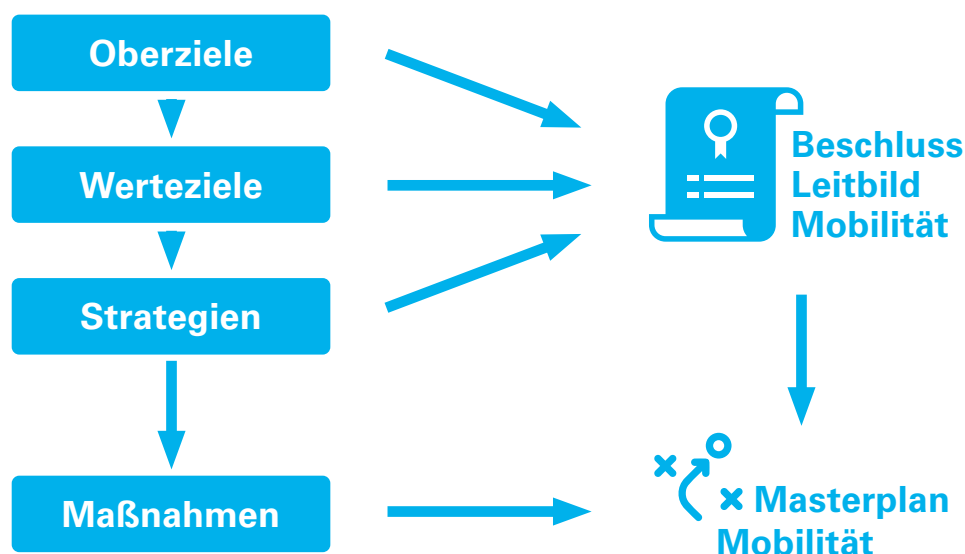 Oberziele
Werteziele
Strategien
Maßnahmen
Beschluss
Leitbild
Mobilität
Masterplan
Mobilität